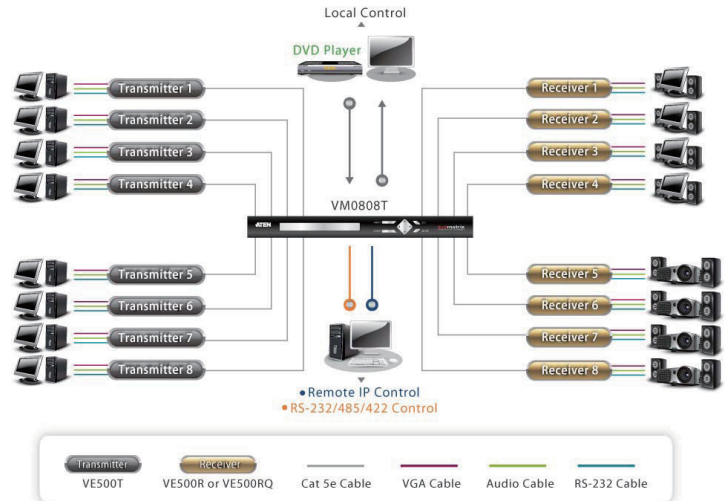 Local Control
DVD Player
Transmitter 1
Transmitter 2
Transmitter 3
Transmitter 4
Receiver 1
Receiver 2
Receiver 3
Receiver 4
VM0808T
ATEN
Transmitter 5
Transmitter 6
Transmitter 7
Transmitter 8
Receiver 5
Receiver 6
Receiver 7
Receiver 8
• Remote IP Control
• RS-232/485/422 Control
Transmitter
VE500T
Receiver
VE500R or VE500RQ
Cat 5e Cable
VGA Cable
Audio Cable
RS-232 Cable